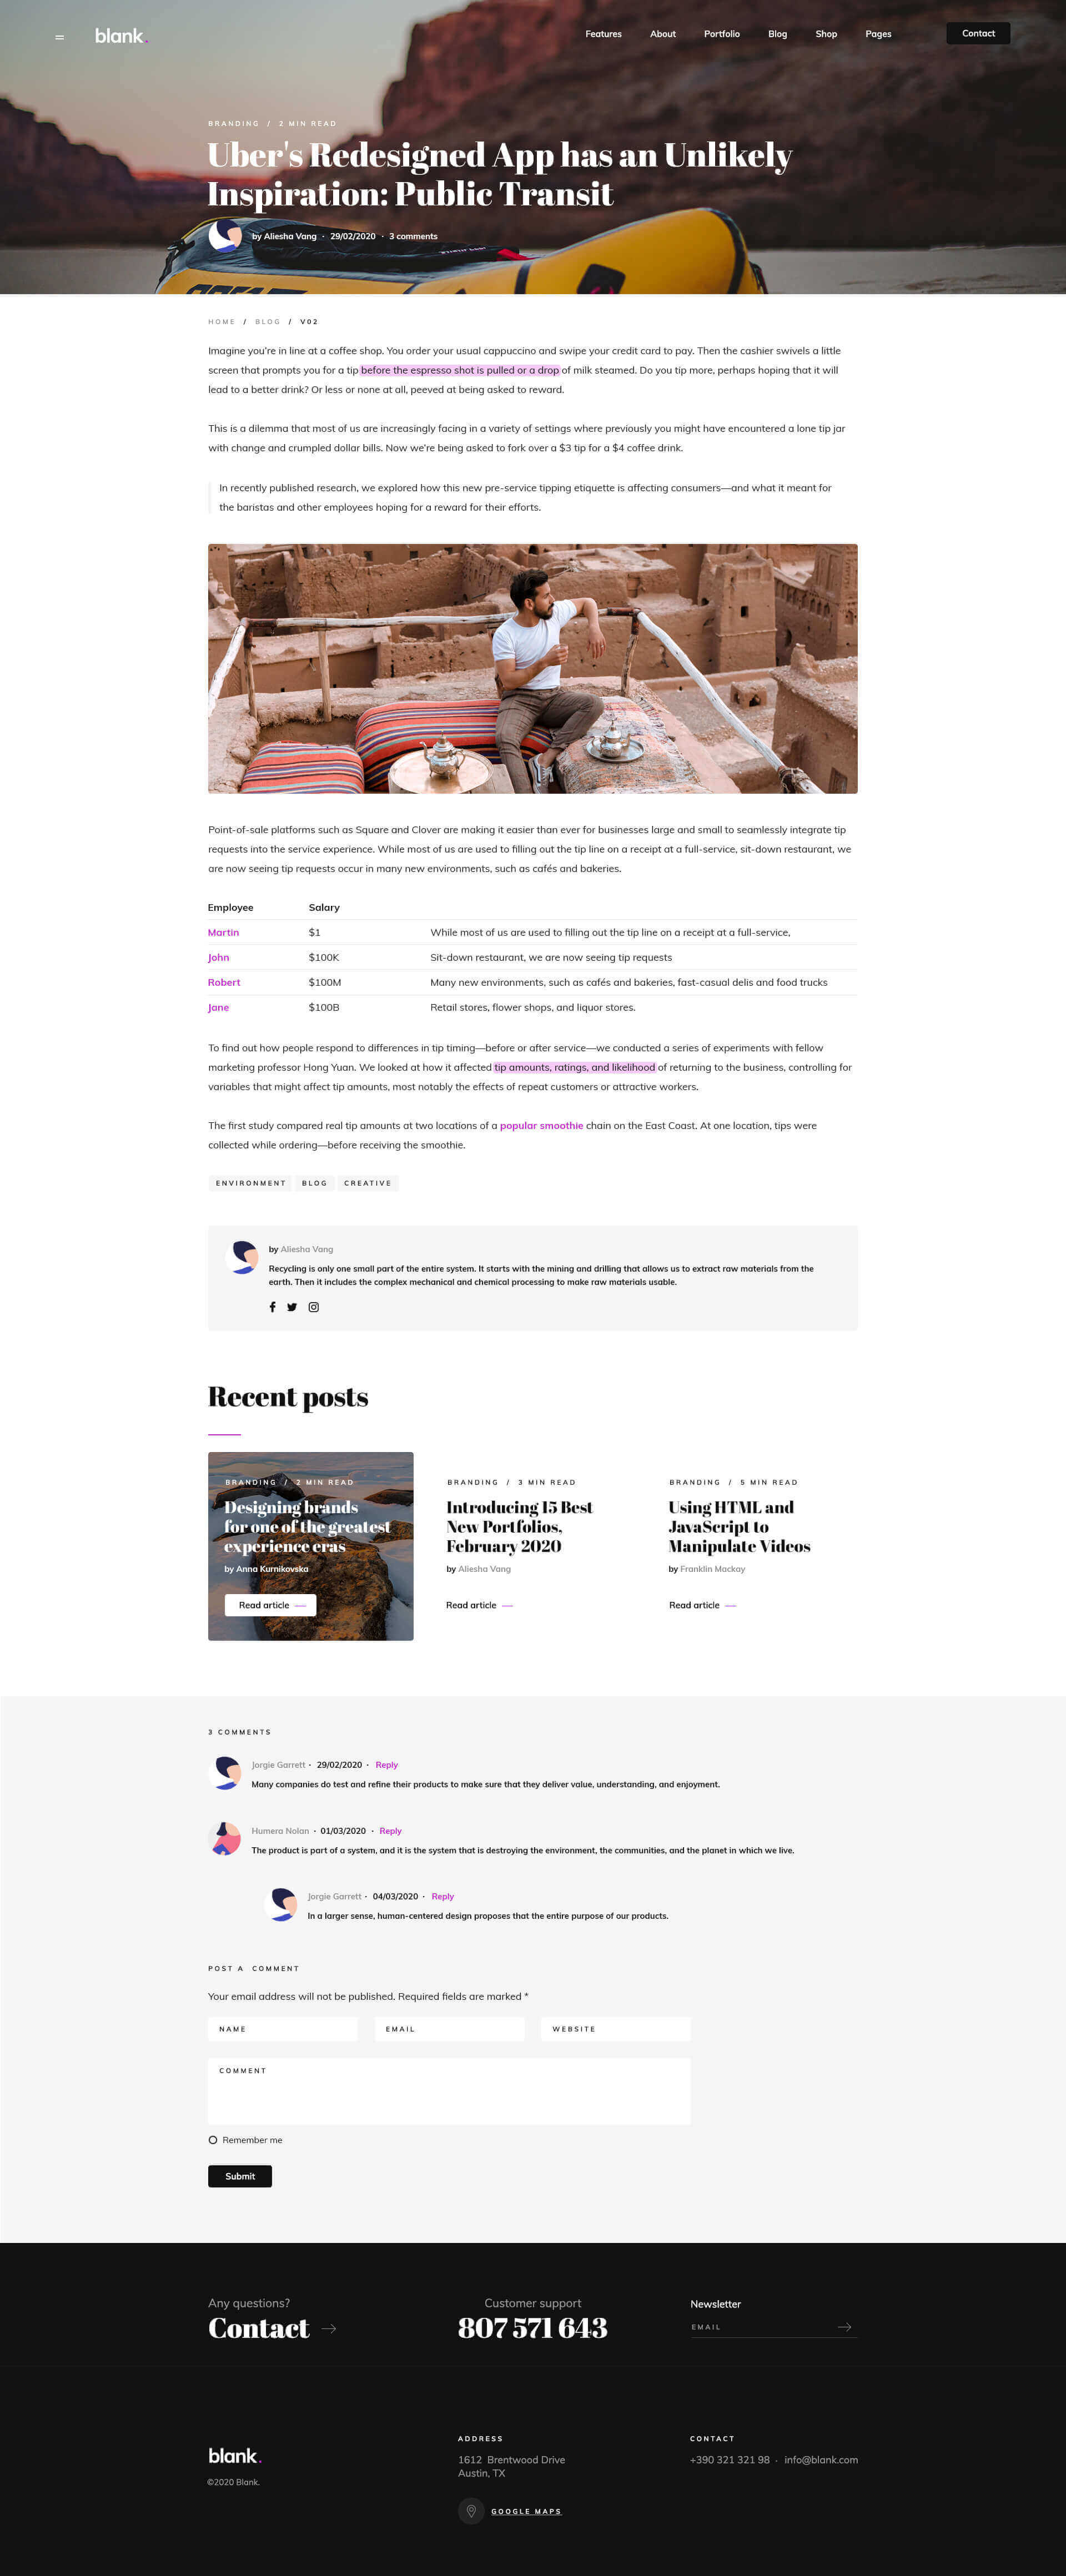 blank.
Features About Portfolio Blog Shop Pages Contact
BRANDING / 2 MIN READ
Uber's Redesigned App has an Unlikely
Inspiration: Public Transit
by Aliesha Vang · 29/02/2020 · 3 comments
HOME / BLOG / V02
Imagine you're in line at a coffee shop. You order your usual cappuccino and swipe your credit card to pay. Then the cashier swivels a little
screen that prompts you for a tip before the espresso shot is pulled or a drop of milk steamed. Do you tip more, perhaps hoping that it will
lead to a better drink? Or less or none at all, peeved at being asked to reward.
This is a dilemma that most of us are increasingly facing in a variety of settings where previously you might have encountered a lone tip jar
with change and crumpled dollar bills. Now we're being asked to fork over a $3 tip for a $4 coffee drink.
In recently published research, we explored how this new pre-service tipping etiquette is affecting consumers—and what it meant for
the baristas and other employees hoping for a reward for their efforts.
Point-of-sale platforms such as Square and Clover are making it easier than ever for businesses large and small to seamlessly integrate tip
requests into the service experience. While most of us are used to filling out the tip line on a receipt at a full-service, sit-down restaurant, we
are now seeing tip requests occur in many new environments, such as cafés and bakeries.
Employee Salary
Martin $1 While most of us are used to filling out the tip line on a receipt at a full-service,
John $100K Sit-down restaurant, we are now seeing tip requests
Robert $100M Many new environments, such as cafés and bakeries, fast-casual delis and food trucks
Jane $100B Retail stores, flower shops, and liquor stores.
To find out how people respond to differences in tip timing—before or after service—we conducted a series of experiments with fellow
marketing professor Hong Yuan. We looked at how it affected tip amounts, ratings, and likelihood of returning to the business, controlling for
variables that might affect tip amounts, most notably the effects of repeat customers or attractive workers.
The first study compared real tip amounts at two locations of a popular smoothie chain on the East Coast. At one location, tips were
collected while ordering—before receiving the smoothie.
ENVIRONMENT BLOG CREATIVE
by Aliesha Vang
Recycling is only one small part of the entire system. It starts with the mining and drilling that allows us to extract raw materials from the
earth. Then it includes the complex mechanical and chemical processing to make raw materials usable.
Recent posts
BRANDING / 2 MIN READ
Designing brands
for one of the greatest
experience eras
by Anna Kurnikovska
Read article
BRANDING / 3 MIN READ
Introducing 15 Best
New Portfolios,
February 2020
by Aliesha Vang
Read article
BRANDING / 5 MIN READ
Using HTML and
JavaScript to
Manipulate Videos
by Franklin Mackay
Read article
3 COMMENTS
Jorgie Garrett · 29/02/2020 · Reply
Many companies do test and refine their products to make sure that they deliver value, understanding, and enjoyment.
Humera Nolan · 01/03/2020 · Reply
The product is part of a system, and it is the system that is destroying the environment, the communities, and the planet in which we live.
Jorgie Garrett · 04/03/2020 · Reply
In a larger sense, human-centered design proposes that the entire purpose of our products.
POST A COMMENT
Your email address will not be published. Required fields are marked *
NAME EMAIL WEBSITE
COMMENT
Remember me
Submit
Any questions?
Contact
Customer support
807 571 643
Newsletter
EMAIL
blank.
©2020 Blank.
ADDRESS
1612 Brentwood Drive
Austin, TX
GOOGLE MAPS
CONTACT
+390 321 321 98 · info@blank.com